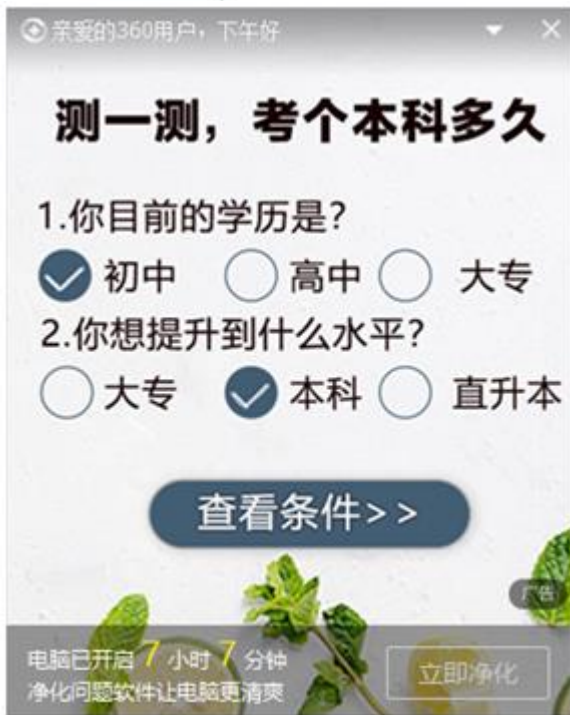 亲爱的360用户，下午好
测一测，考个本科多久
1.你目前的学历是？
初中 高中 大专
2.你想提升到什么水平？
大专 本科 直升本
查看条件>>
广告
电脑已开启 7 小时 7 分钟
净化问题软件让电脑更清爽
立即净化